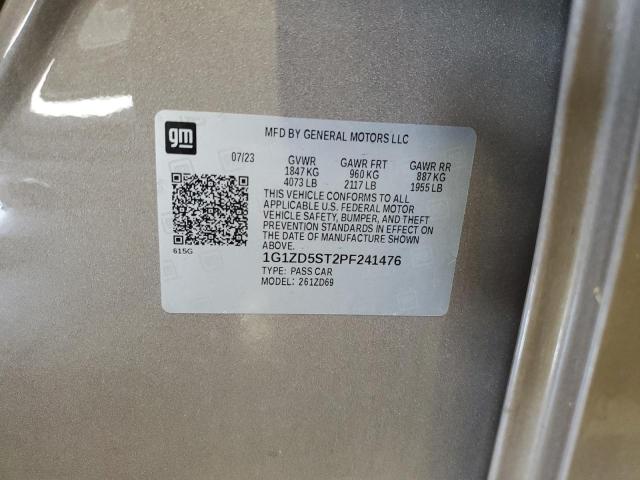 gm
MFD BY GENERAL MOTORS LLC
07/23 GVWR GAWR FRT GAWR RR
1847 KG 960 KG 887 KG
4073 LB 2117 LB 1955 LB
THIS VEHICLE CONFORMS TO ALL
APPLICABLE U.S. FEDERAL MOTOR
VEHICLE SAFETY, BUMPER, AND THEFT
PREVENTION STANDARDS IN EFFECT ON
THE DATE OF MANUFACTURE SHOWN
ABOVE.
615G
1G1ZD5ST2PF241476
TYPE: PASS CAR
MODEL: 261ZD69